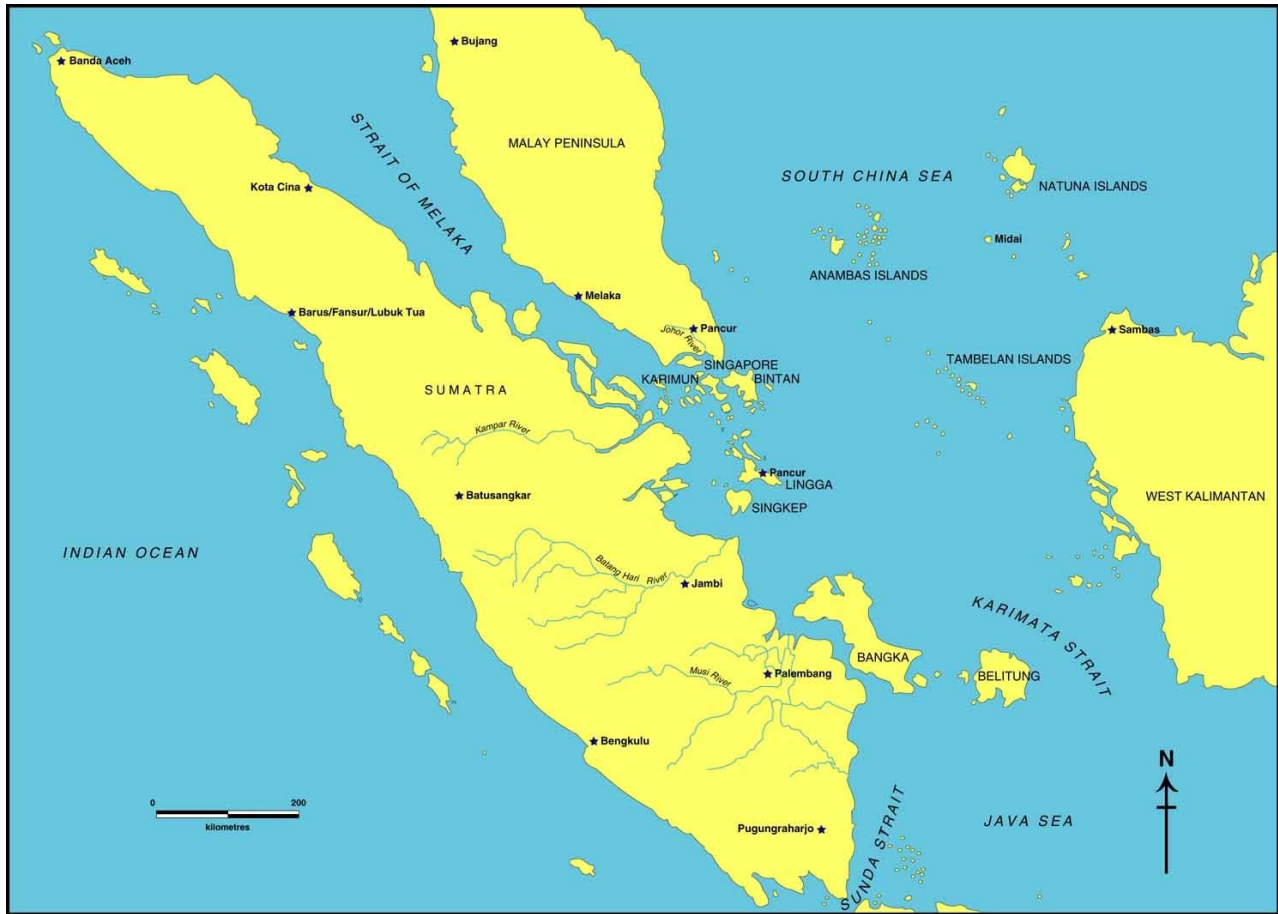 Bujang
Banda Aceh
MALAY PENINSULA
STRAIT OF MELAKA
SOUTH CHINA SEA
Kota Cina
NATUNA ISLANDS
Midai
ANAMBAS ISLANDS
Melaka
Barus/Fansur/Lubuk Tua
Pancur
Johor River
Sambas
SINGAPORE
TAMBELAN ISLANDS
KARIMUN
BINTAN
SUMATRA
Kampar River
Pancur
LINGGA
Batusangkar
SINGKEP
WEST KALIMANTAN
INDIAN OCEAN
Batang Hari River
Jambi
KARIMATA STRAIT
BANGKA
Musi River
Palembang
BELITUNG
Bengkulu
N
0 200
kilometres
Pugungraharjo
SUNDA STRAIT
JAVA SEA